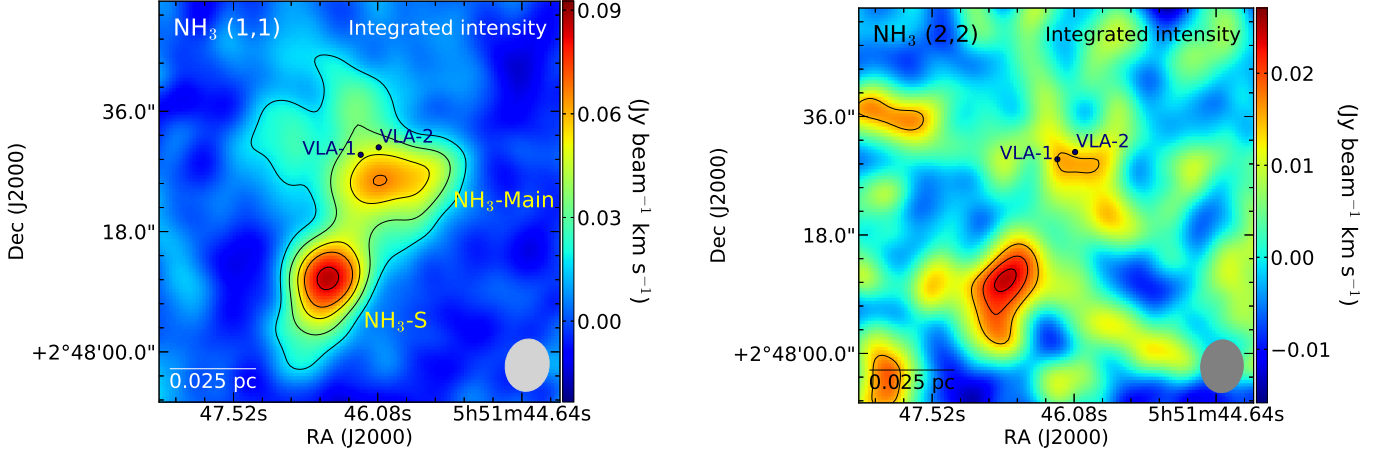 NH₃ (1,1)
Integrated intensity
VLA-1
VLA-2
NH₃-Main
NH₃-S
0.025 pc
36.0"
18.0"
+2°48'00.0"
Dec (J2000)
47.52s
46.08s
5h51m44.64s
RA (J2000)
0.09
0.06
0.03
0.00
(Jy beam⁻¹ km s⁻¹)
NH₃ (2,2)
Integrated intensity
VLA-1
VLA-2
0.025 pc
36.0"
18.0"
+2°48'00.0"
Dec (J2000)
47.52s
46.08s
5h51m44.64s
RA (J2000)
0.02
0.01
0.00
−0.01
(Jy beam⁻¹ km s⁻¹)